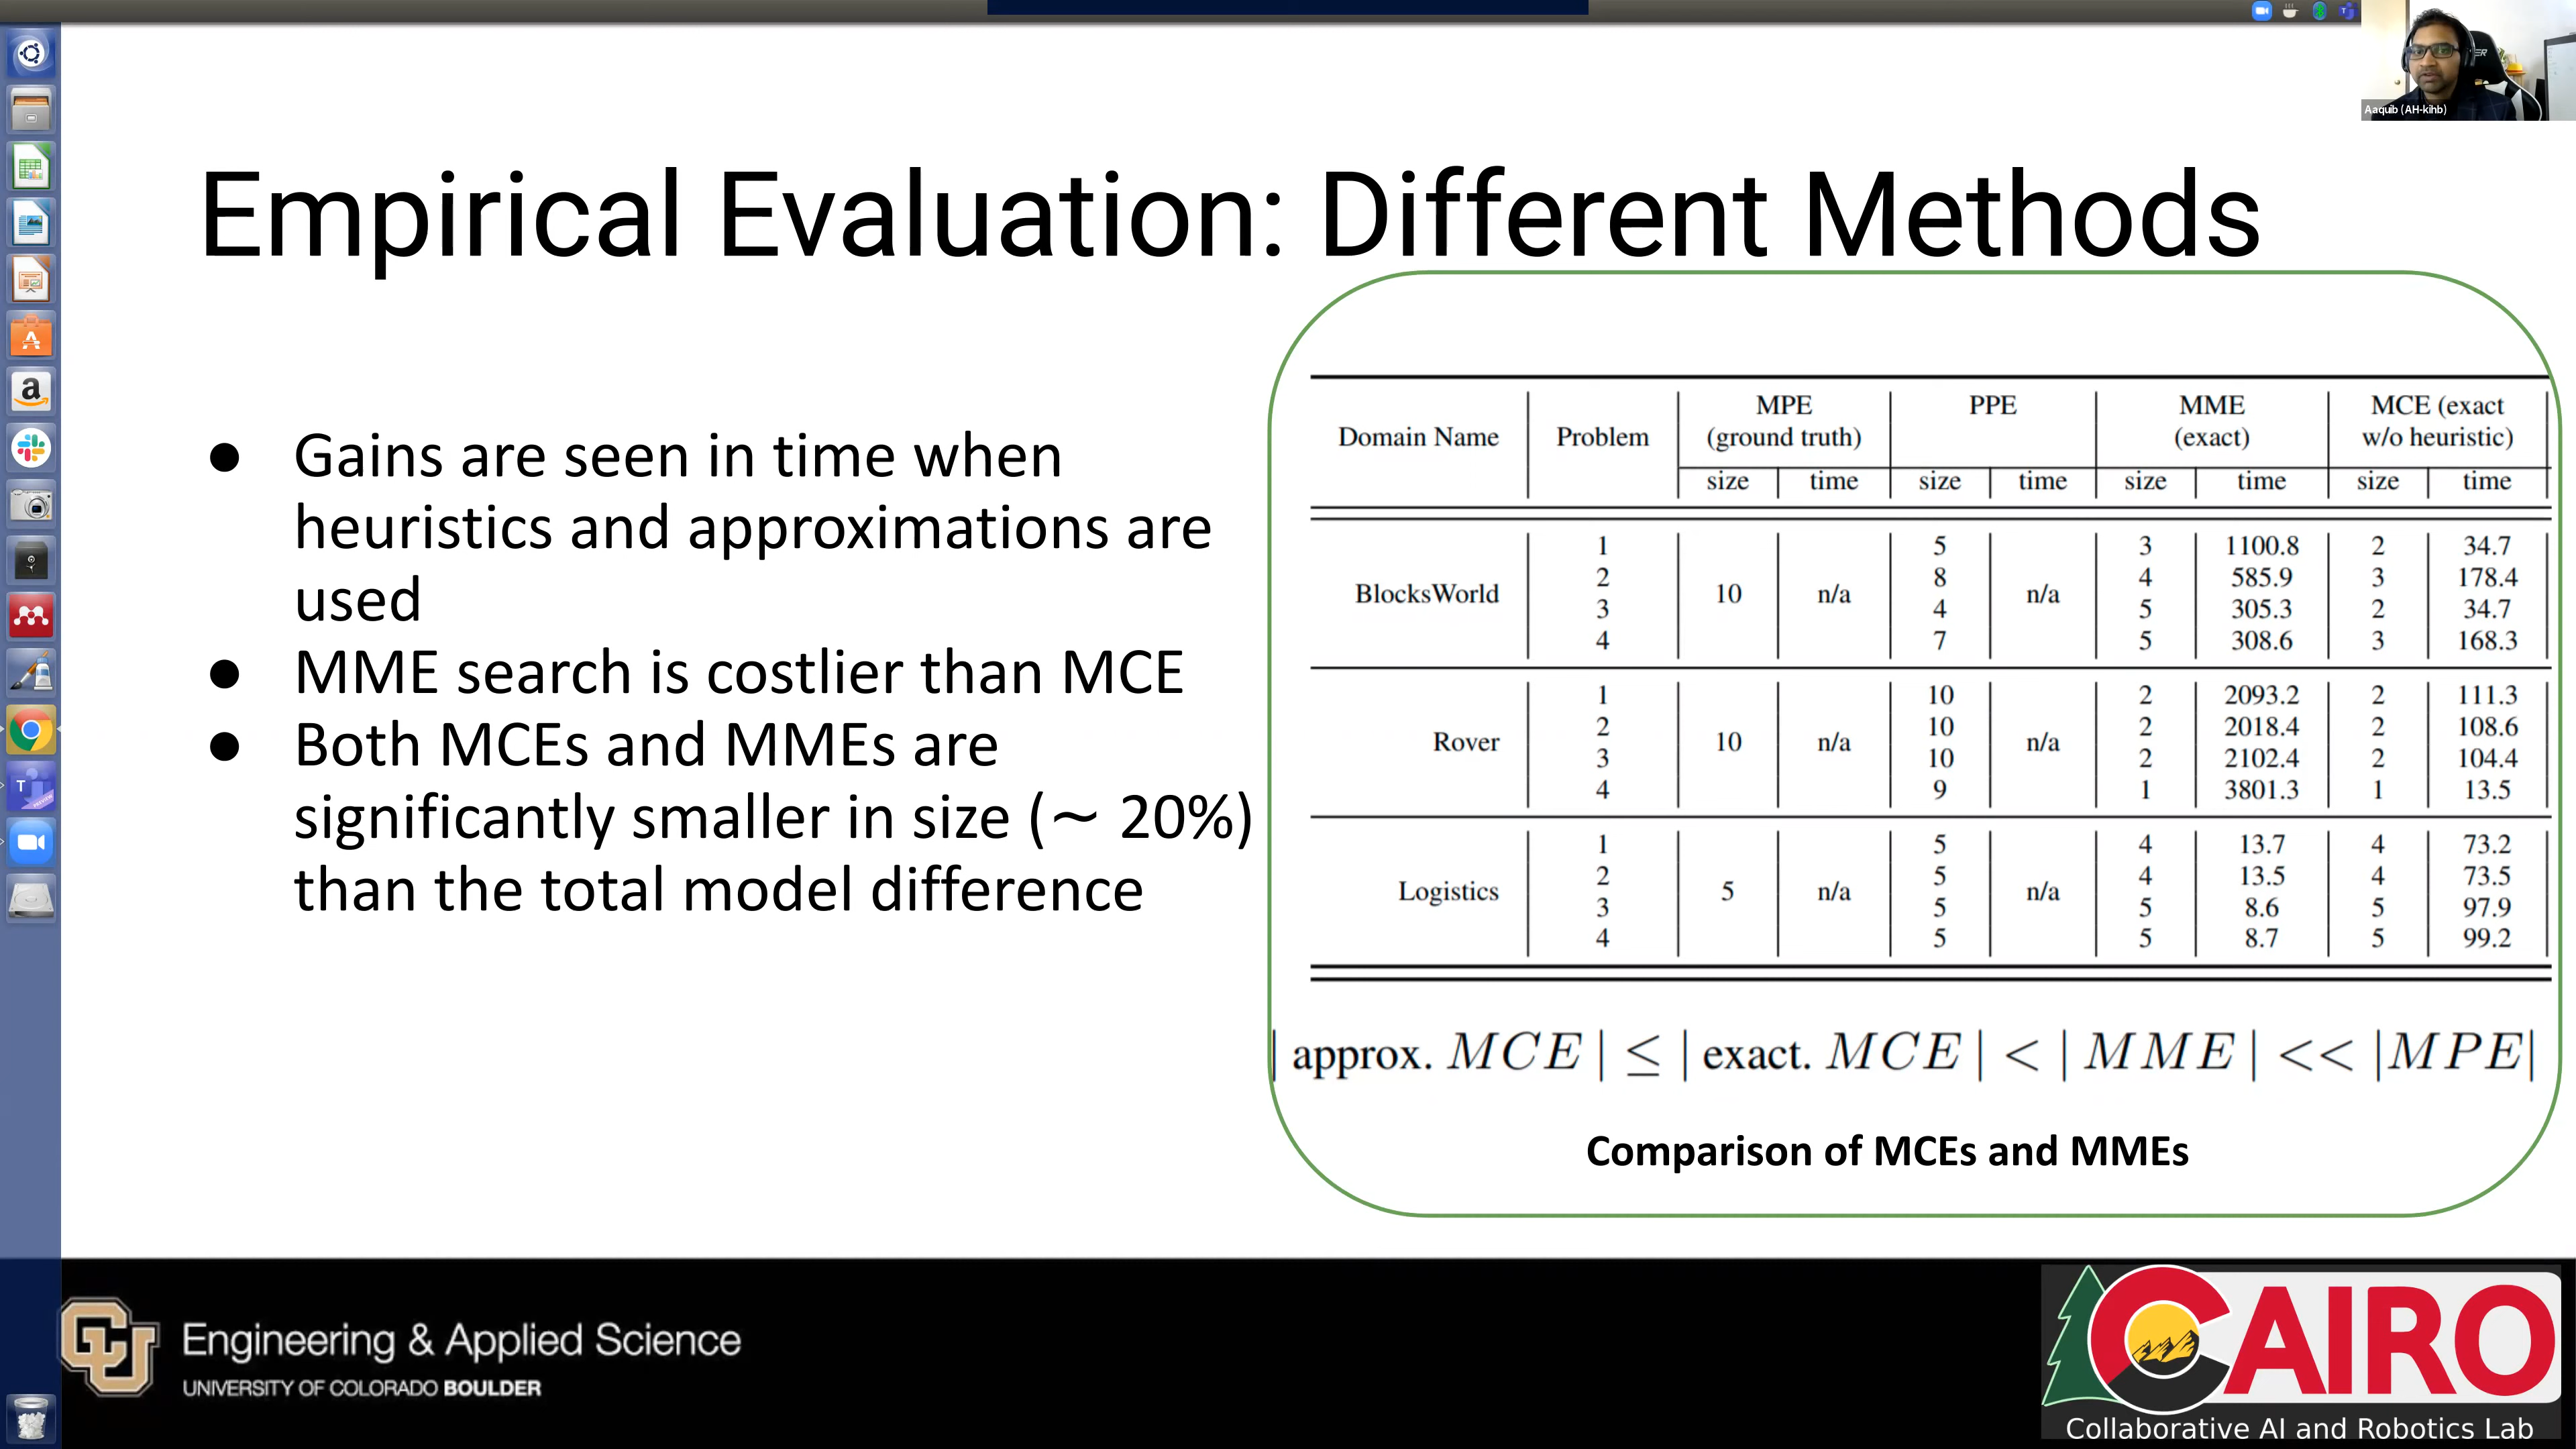 Aaquib (AH-kihb)
Empirical Evaluation: Different Methods
● Gains are seen in time when
heuristics and approximations are
used
● MME search is costlier than MCE
● Both MCEs and MMEs are
significantly smaller in size (∼ 20%)
than the total model difference
Domain Name Problem MPE (ground truth) PPE MME (exact) MCE (exact w/o heuristic)
size time size time size time size time
BlocksWorld 10 n/a n/a
1 5 3 1100.8 2 34.7
2 8 4 585.9 3 178.4
3 4 5 305.3 2 34.7
4 7 5 308.6 3 168.3
Rover 10 n/a n/a
1 10 2 2093.2 2 111.3
2 10 2 2018.4 2 108.6
3 10 2 2102.4 2 104.4
4 9 1 3801.3 1 13.5
Logistics 5 n/a n/a
1 5 4 13.7 4 73.2
2 5 4 13.5 4 73.5
3 5 5 8.6 5 97.9
4 5 5 8.7 5 99.2
| approx. MCE | ≤ | exact. MCE | < | MME | << |MPE|
Comparison of MCEs and MMEs
CU
Engineering & Applied Science
UNIVERSITY OF COLORADO BOULDER
CAIRO
Collaborative AI and Robotics Lab